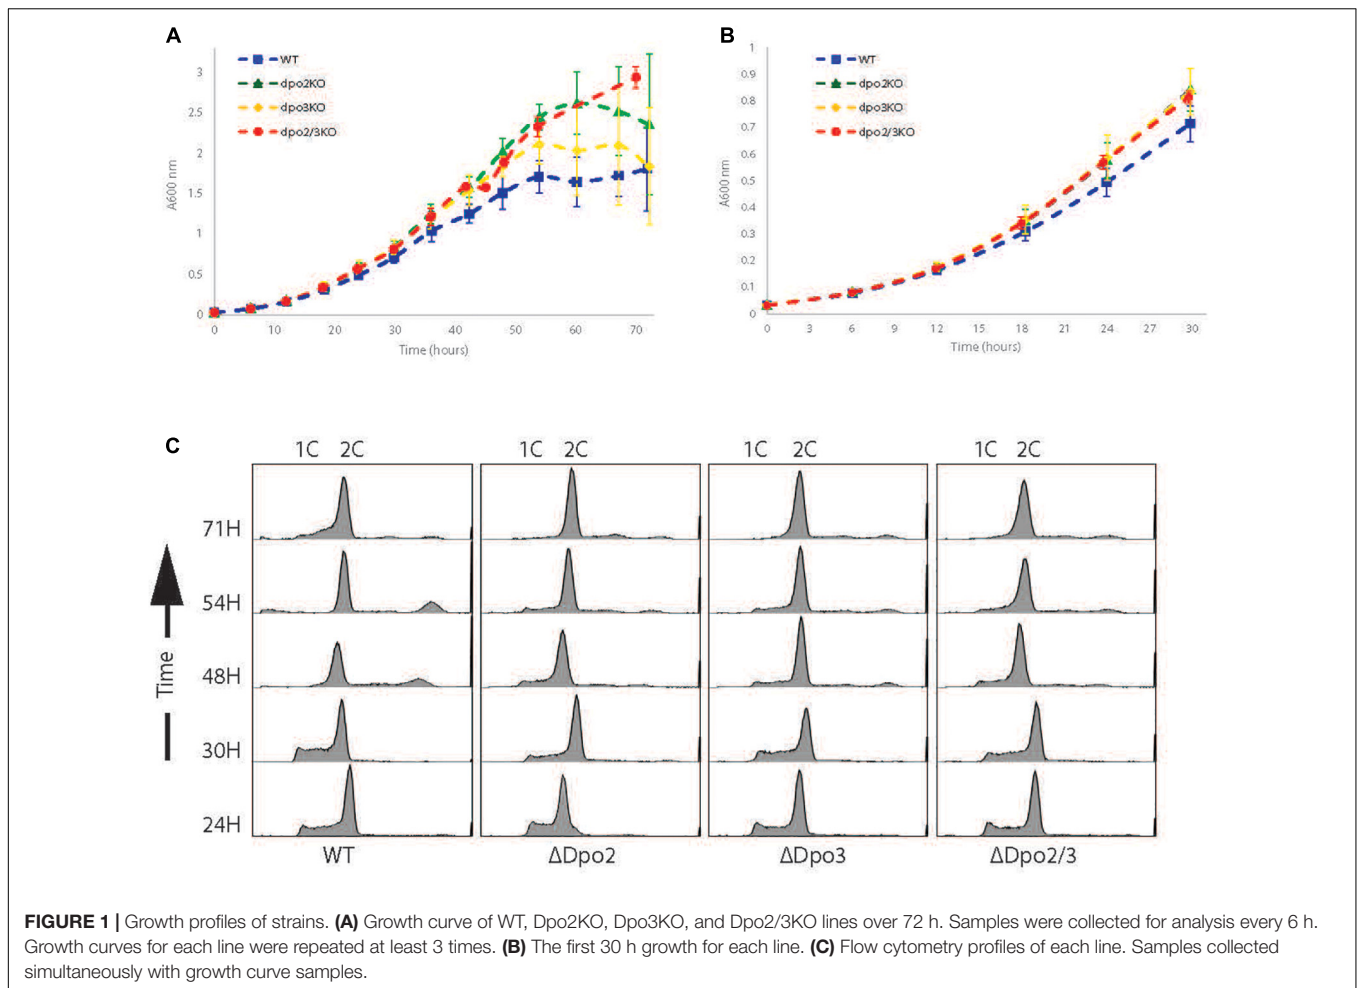 A
WT
dpo2KO
dpo3KO
dpo2/3KO
A600 nm
3
2.5
2
1.5
1
0.5
0
0 10 20 30 40 50 60 70
Time (hours)
B
WT
dpo2KO
dpo3KO
dpo2/3KO
A600 nm
1
0.9
0.8
0.7
0.6
0.5
0.4
0.3
0.2
0.1
0
0 3 6 9 12 15 18 21 24 27 30
Time (hours)
C
1C 2C 1C 2C 1C 2C 1C 2C
71H
54H
48H
30H
24H
Time
WT ΔDpo2 ΔDpo3 ΔDpo2/3
FIGURE 1 | Growth profiles of strains. (A) Growth curve of WT, Dpo2KO, Dpo3KO, and Dpo2/3KO lines over 72 h. Samples were collected for analysis every 6 h.
Growth curves for each line were repeated at least 3 times. (B) The first 30 h growth for each line. (C) Flow cytometry profiles of each line. Samples collected
simultaneously with growth curve samples.